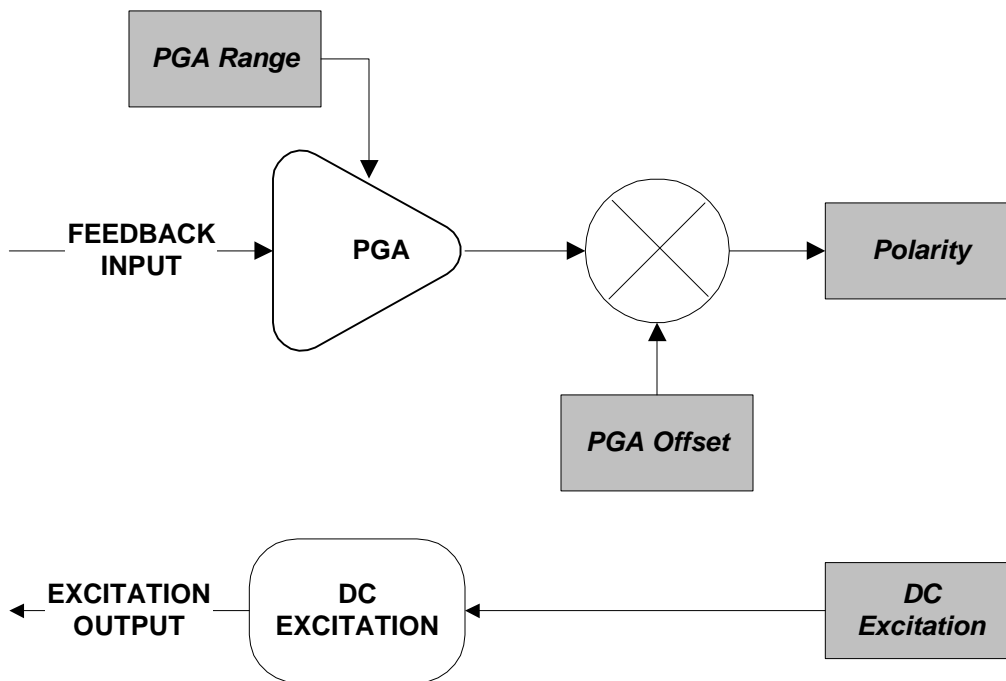 PGA Range
FEEDBACK
INPUT
PGA
Polarity
PGA Offset
EXCITATION
OUTPUT
DC
EXCITATION
DC
Excitation